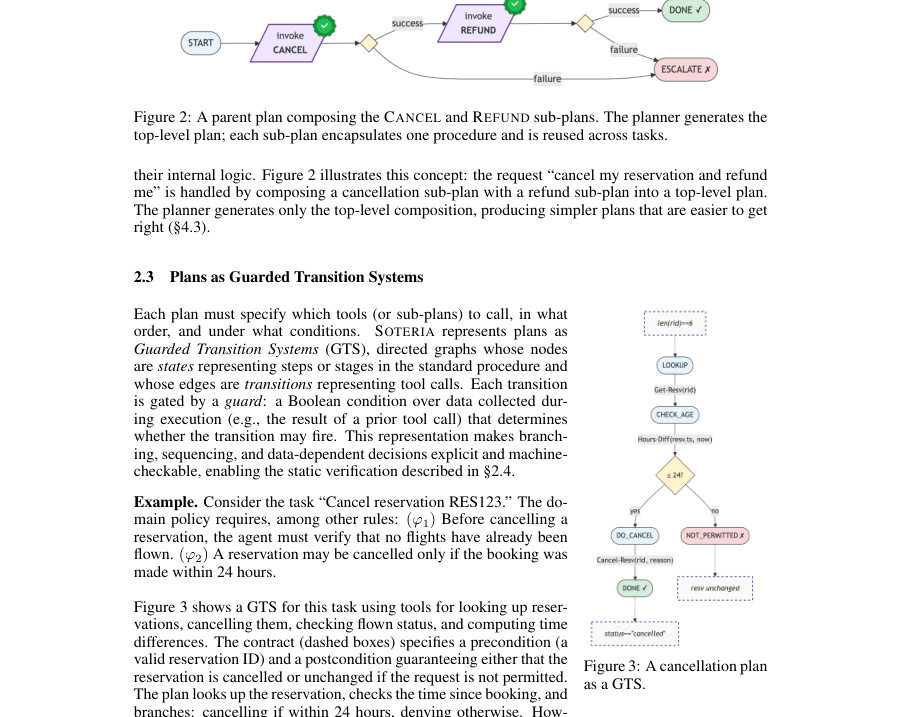 START
invoke
CANCEL
success
invoke
REFUND
success
DONE ✓
failure
ESCALATE ✗
failure
Figure 2: A parent plan composing the CANCEL and REFUND sub-plans. The planner generates the
top-level plan; each sub-plan encapsulates one procedure and is reused across tasks.
their internal logic. Figure 2 illustrates this concept: the request “cancel my reservation and refund
me” is handled by composing a cancellation sub-plan with a refund sub-plan into a top-level plan.
The planner generates only the top-level composition, producing simpler plans that are easier to get
right (§4.3).
2.3 Plans as Guarded Transition Systems
Each plan must specify which tools (or sub-plans) to call, in what
order, and under what conditions. SOTERIA represents plans as
Guarded Transition Systems (GTS), directed graphs whose nodes
are states representing steps or stages in the standard procedure and
whose edges are transitions representing tool calls. Each transition
is gated by a guard: a Boolean condition over data collected dur-
ing execution (e.g., the result of a prior tool call) that determines
whether the transition may fire. This representation makes branch-
ing, sequencing, and data-dependent decisions explicit and machine-
checkable, enabling the static verification described in §2.4.
Example. Consider the task “Cancel reservation RES123.” The do-
main policy requires, among other rules: (φ₁) Before cancelling a
reservation, the agent must verify that no flights have already been
flown. (φ₂) A reservation may be cancelled only if the booking was
made within 24 hours.
Figure 3 shows a GTS for this task using tools for looking up reser-
vations, cancelling them, checking flown status, and computing time
differences. The contract (dashed boxes) specifies a precondition (a
valid reservation ID) and a postcondition guaranteeing either that the
reservation is cancelled or unchanged if the request is not permitted.
The plan looks up the reservation, checks the time since booking, and
branches: cancelling if within 24 hours, denying otherwise. How-
len(rid)==6
LOOKUP
Get-Resv(rid)
CHECK_AGE
Hours-Diff(resv.ts, now)
≤ 24?
yes
no
DO_CANCEL
NOT_PERMITTED ✗
Cancel-Resv(rid, reason)
DONE ✓
resv unchanged
status=="cancelled"
Figure 3: A cancellation plan
as a GTS.